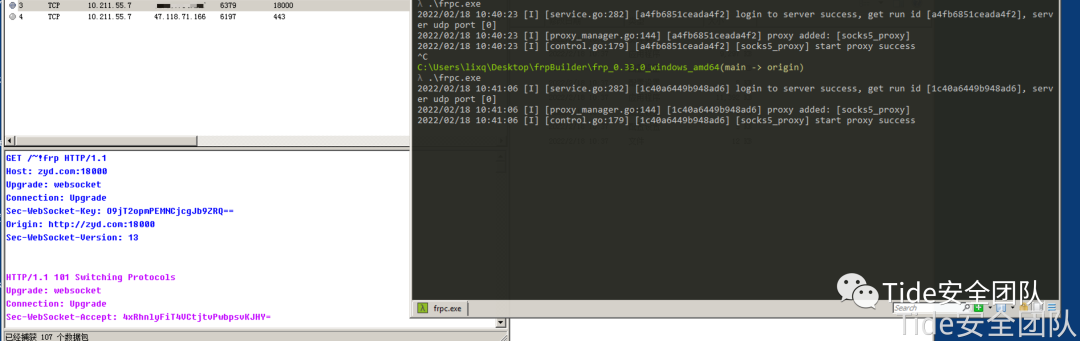 3 TCP 10.211.55.7 6379 18000
4 TCP 10.211.55.7 47.118.71.166 6197 443
GET /~!frp HTTP/1.1
Host: zyd.com:18000
Upgrade: websocket
Connection: Upgrade
Sec-WebSocket-Key: O9jT2opmPEMNCjcgJb9ZRQ==
Origin: http://zyd.com:18000
Sec-WebSocket-Version: 13
HTTP/1.1 101 Switching Protocols
Upgrade: websocket
Connection: Upgrade
Sec-WebSocket-Accept: 4xRhnlyFiT4VCtjtvPubpsvKJHY=
已经捕获 107 个数据包
λ .\frpc.exe
2022/02/18 10:40:23 [I] [service.go:282] [a4fb6851ceada4f2] login to server success, get run id [a4fb6851ceada4f2], serv
er udp port [0]
2022/02/18 10:40:23 [I] [proxy_manager.go:144] [a4fb6851ceada4f2] proxy added: [socks5_proxy]
2022/02/18 10:40:23 [I] [control.go:179] [a4fb6851ceada4f2] [socks5_proxy] start proxy success
^C
C:\Users\lixq\Desktop\frpBuilder\frp_0.33.0_windows_amd64(main -> origin)
λ .\frpc.exe
2022/02/18 10:41:06 [I] [service.go:282] [1c40a6449b948ad6] login to server success, get run id [1c40a6449b948ad6], serv
er udp port [0]
2022/02/18 10:41:06 [I] [proxy_manager.go:144] [1c40a6449b948ad6] proxy added: [socks5_proxy]
2022/02/18 10:41:06 [I] [control.go:179] [1c40a6449b948ad6] [socks5_proxy] start proxy success
λ frpc.exe
Search
Tide安全团队
Tide安全团队